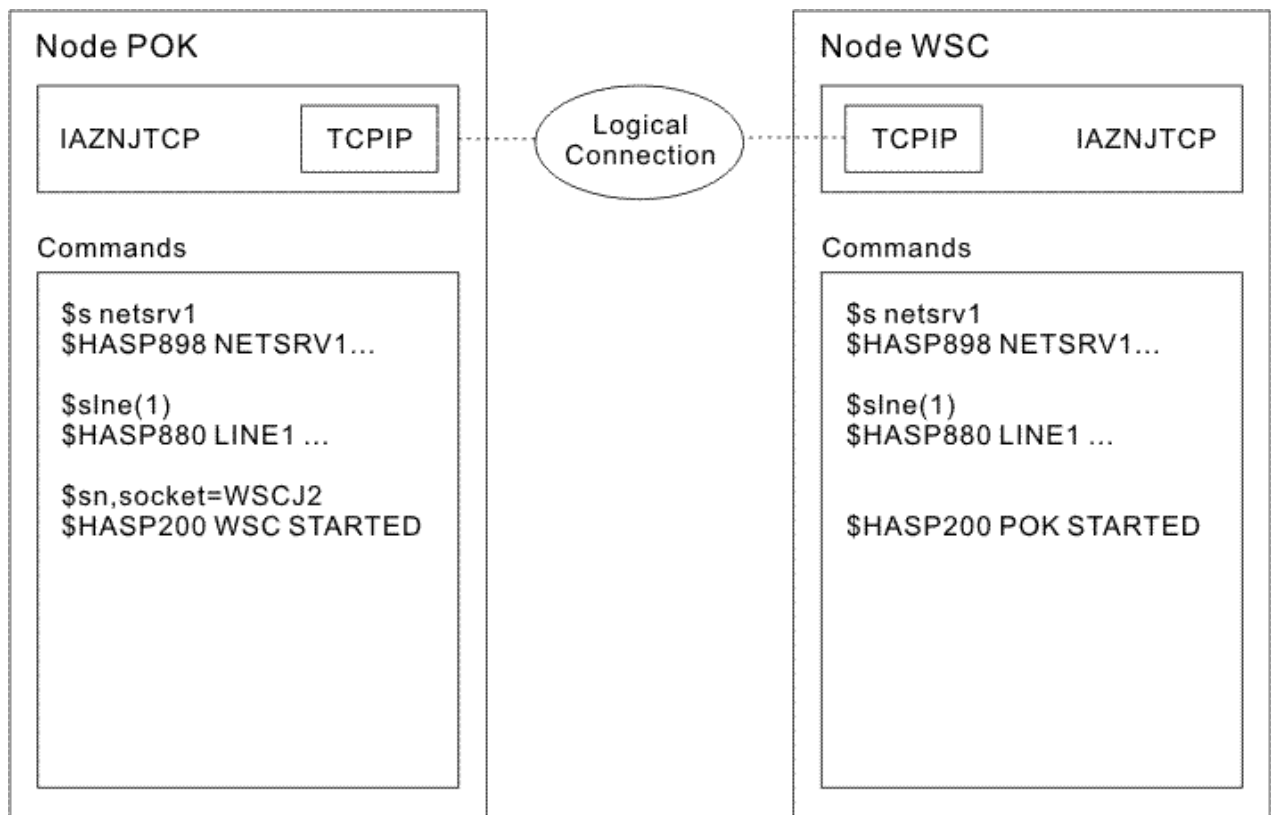 Node POK
IAZNJTCP
TCPIP
Commands
$s netsrv1
$HASP898 NETSRV1...
$slne(1)
$HASP880 LINE1 ...
$sn,socket=WSCJ2
$HASP200 WSC STARTED
Logical
Connection
Node WSC
TCPIP
IAZNJTCP
Commands
$s netsrv1
$HASP898 NETSRV1...
$slne(1)
$HASP880 LINE1 ...
$HASP200 POK STARTED